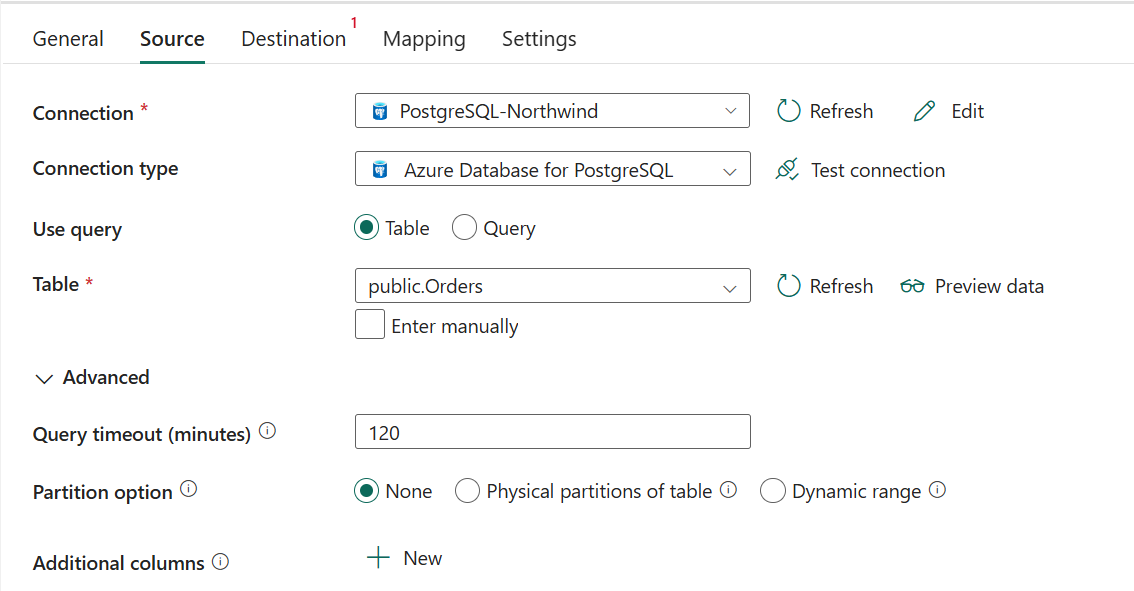 General Source Destination 1 Mapping Settings
Connection * PostgreSQL-Northwind Refresh Edit
Connection type Azure Database for PostgreSQL Test connection
Use query Table Query
Table * public.Orders Refresh Preview data
Enter manually
Advanced
Query timeout (minutes) 120
Partition option None Physical partitions of table Dynamic range
Additional columns New